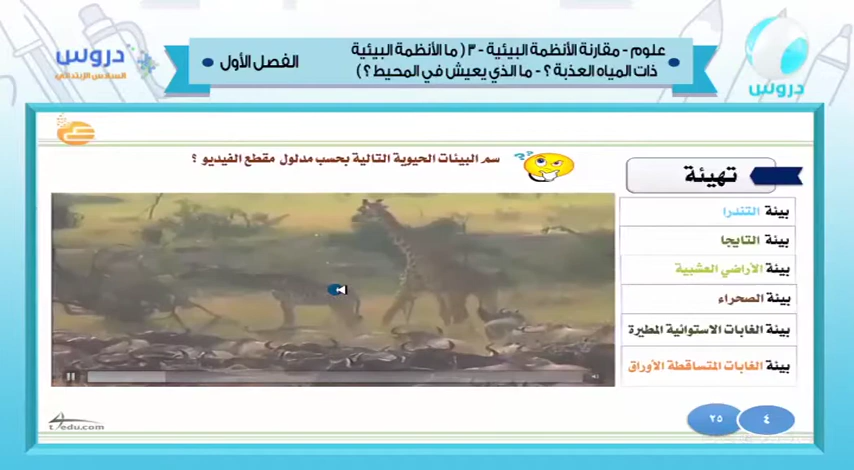 علوم - مقارنة الأنظمة البيئية - ٣ ( ما الأنظمة البيئية
ذات المياه العذبة ؟ - ما الذي يعيش في المحيط ؟ )
الفصل الأول
دروس
السادس الإبتدائي
دروس
تهيئة
سم البيئات الحيوية التالية بحسب مدلول مقطع الفيديو ؟
بيئة التندرا
بيئة التايجا
بيئة الأراضي العشبية
بيئة الصحراء
بيئة الغابات الاستوائية المطيرة
بيئة الغابات المتساقطة الأوراق
٤
٢٥
t4edu.com